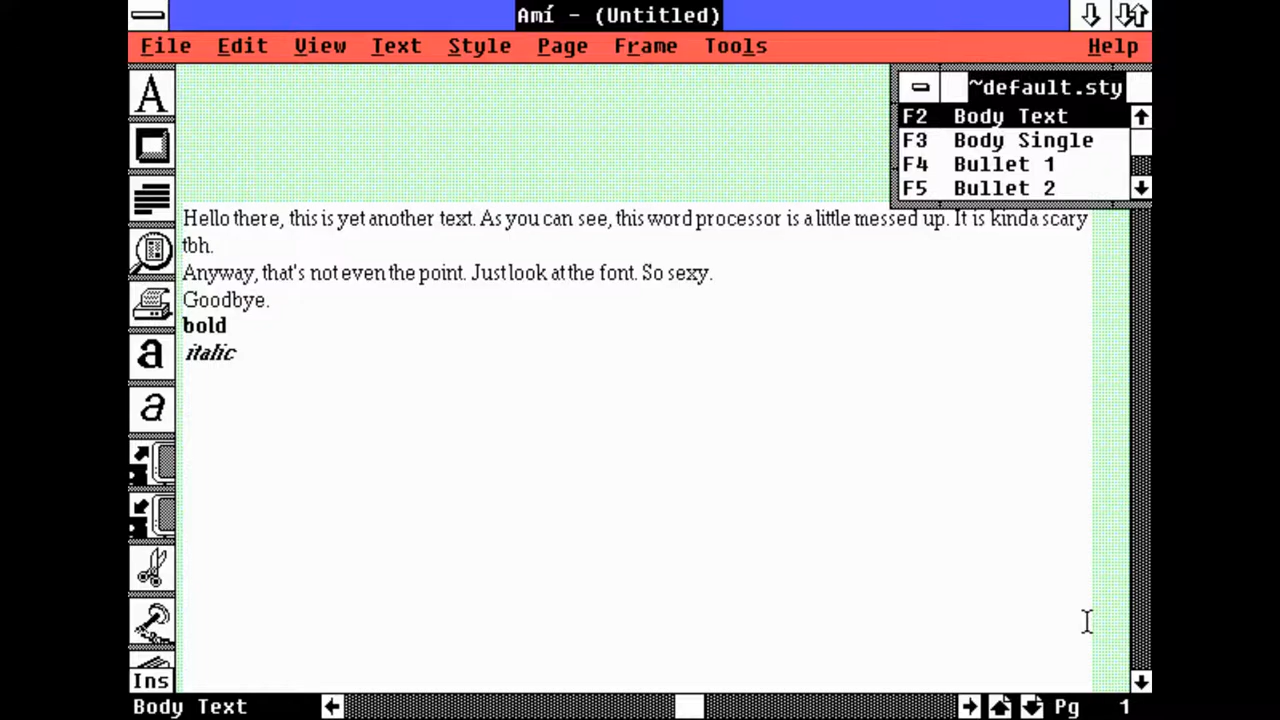 Amí - (Untitled)
File Edit View Text Style Page Frame Tools Help
~default.sty
F2 Body Text
F3 Body Single
F4 Bullet 1
F5 Bullet 2
A
Hello there, this is yet another text. As you can see, this word processor is a little messed up. It is kinda scary
tbh.
Anyway, that's not even the point. Just look at the font. So sexy.
Goodbye.
bold
italic
a
a
Ins
Body Text Pg 1